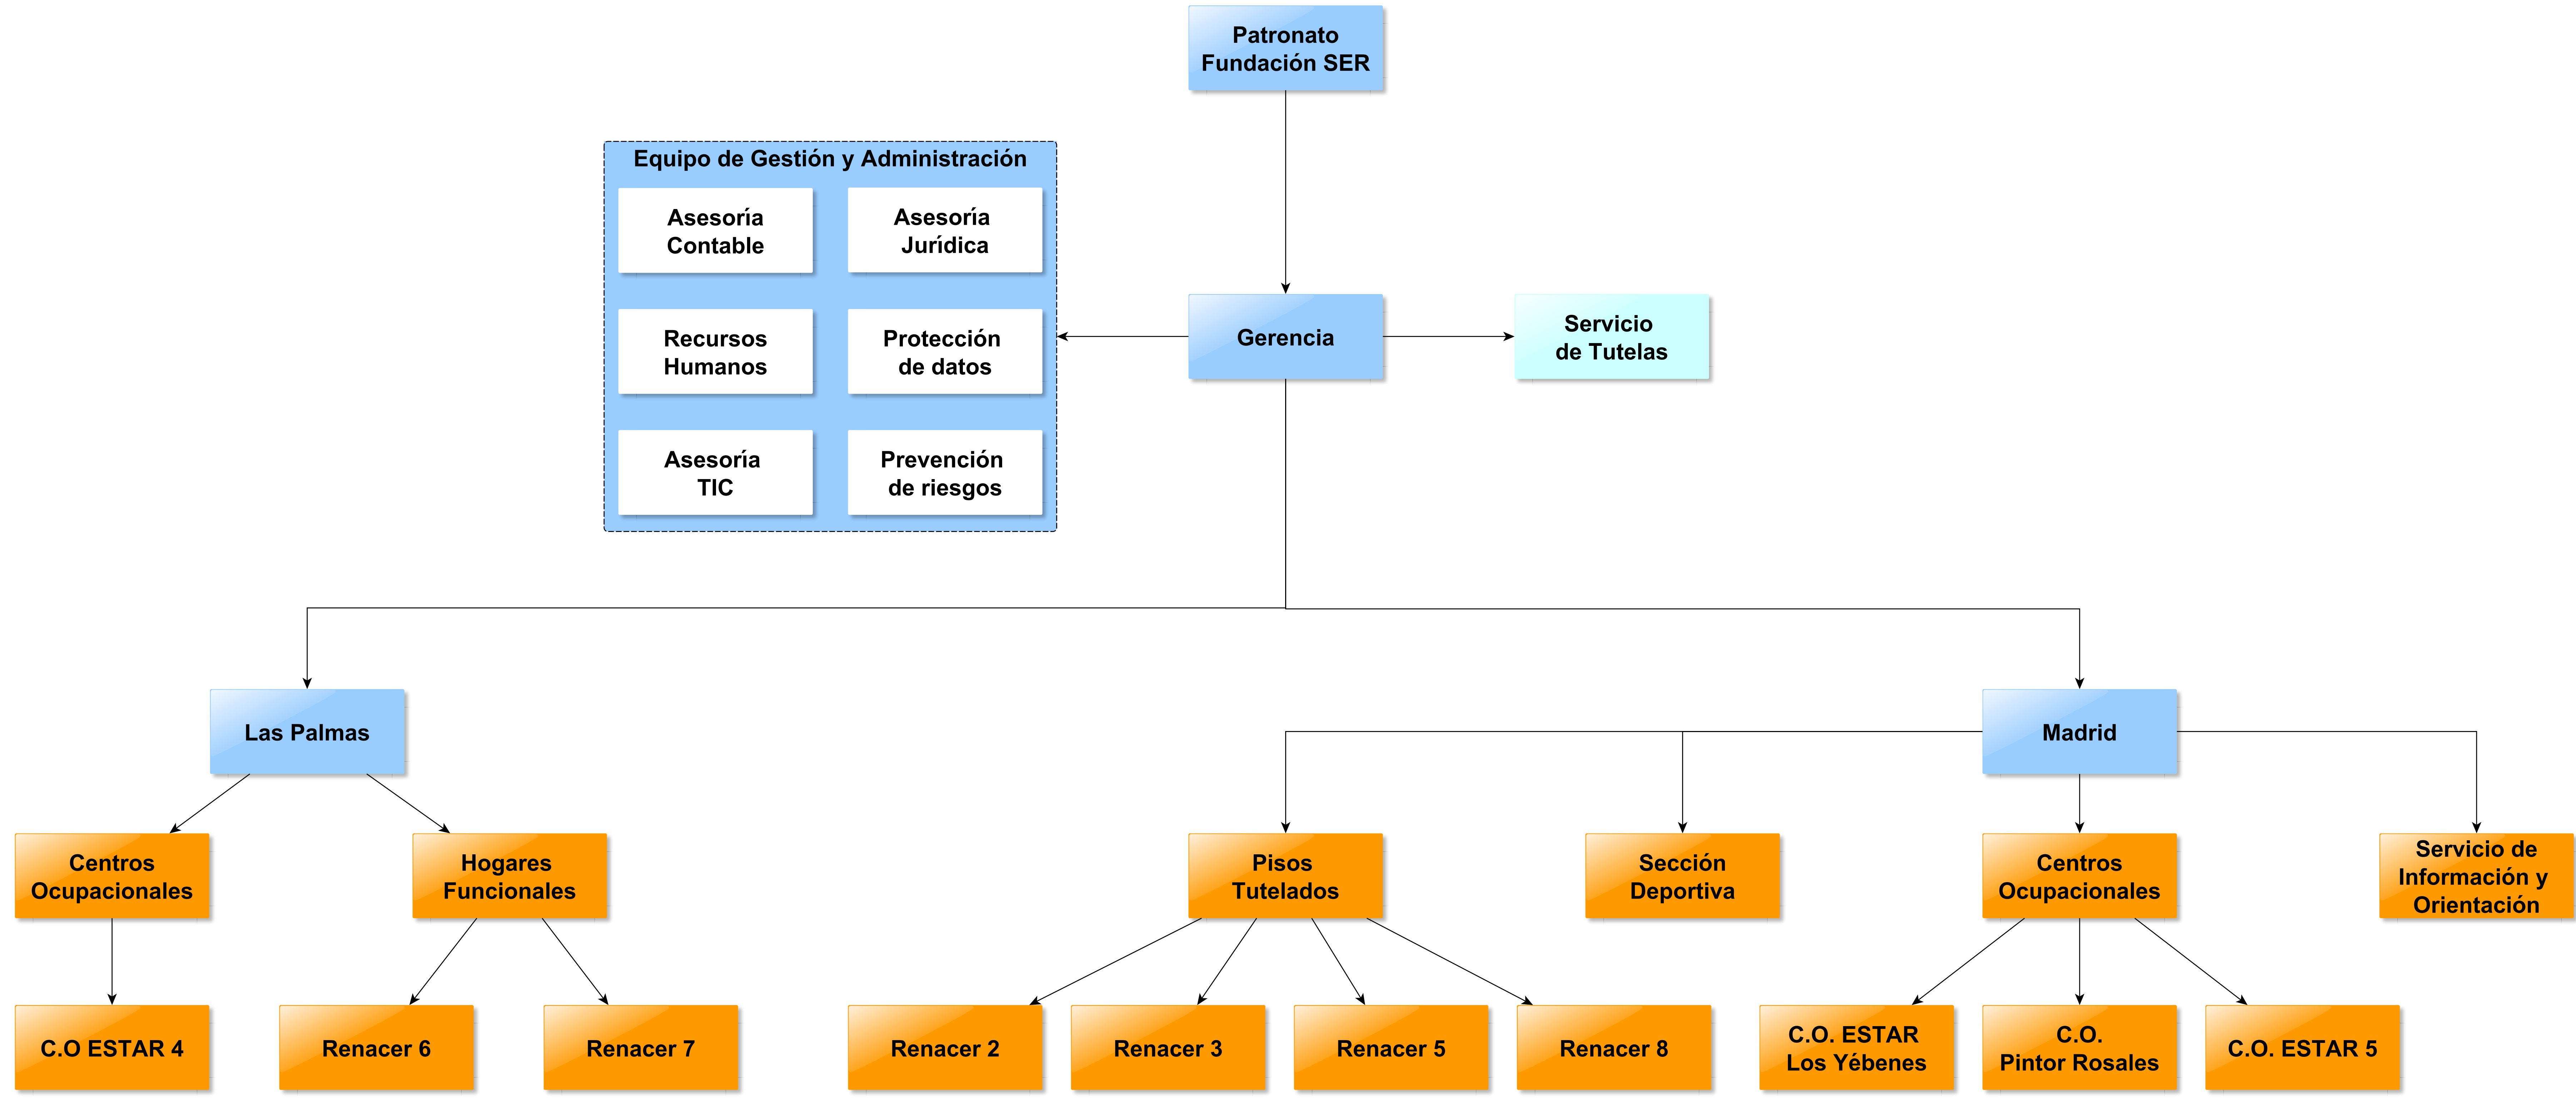 Patronato
Fundación SER
Equipo de Gestión y Administración
Asesoría
Contable
Asesoría
Jurídica
Recursos
Humanos
Protección
de datos
Asesoría
TIC
Prevención
de riesgos
Gerencia
Servicio
de Tutelas
Las Palmas
Madrid
Centros
Ocupacionales
Hogares
Funcionales
Pisos
Tutelados
Sección
Deportiva
Centros
Ocupacionales
Servicio de
Información y
Orientación
C.O ESTAR 4
Renacer 6
Renacer 7
Renacer 2
Renacer 3
Renacer 5
Renacer 8
C.O. ESTAR
Los Yébenes
C.O.
Pintor Rosales
C.O. ESTAR 5